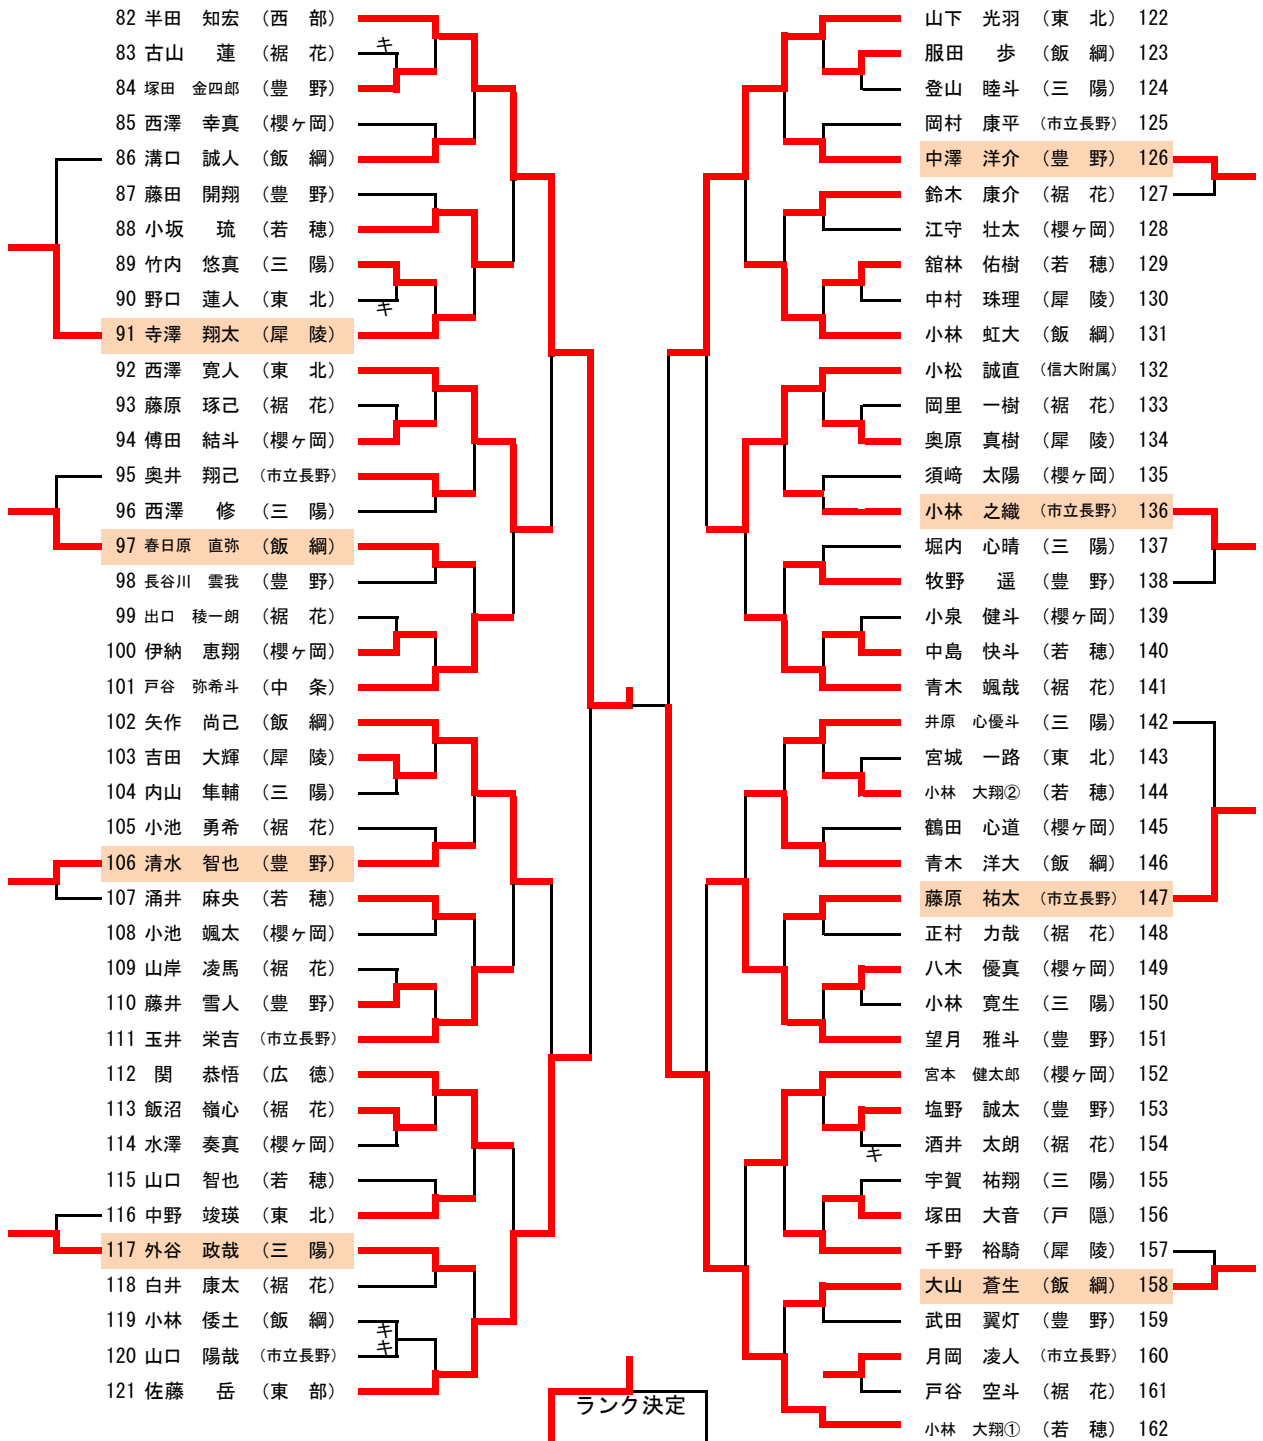 82 半田 知宏 （西 部）
83 古山 蓮 （裾 花） キ
84 塚田 金四郎 （豊 野）
85 西澤 幸真 （櫻ヶ岡）
86 溝口 誠人 （飯 綱）
87 藤田 開翔 （豊 野）
88 小坂 琉 （若 穂）
89 竹内 悠真 （三 陽）
90 野口 蓮人 （東 北） キ
91 寺澤 翔太 （犀 陵）
92 西澤 寛人 （東 北）
93 藤原 琢己 （裾 花）
94 傳田 結斗 （櫻ヶ岡）
95 奥井 翔己 （市立長野）
96 西澤 修 （三 陽）
97 春日原 直弥 （飯 綱）
98 長谷川 雲我 （豊 野）
99 出口 稜一朗 （裾 花）
100 伊納 恵翔 （櫻ヶ岡）
101 戸谷 弥希斗 （中 条）
102 矢作 尚己 （飯 綱）
103 吉田 大輝 （犀 陵）
104 内山 隼輔 （三 陽）
105 小池 勇希 （裾 花）
106 清水 智也 （豊 野）
107 涌井 麻央 （若 穂）
108 小池 颯太 （櫻ヶ岡）
109 山岸 凌馬 （裾 花）
110 藤井 雪人 （豊 野）
111 玉井 栄吉 （市立長野）
112 関 恭悟 （広 徳）
113 飯沼 嶺心 （裾 花）
114 水澤 奏真 （櫻ヶ岡）
115 山口 智也 （若 穂）
116 中野 竣瑛 （東 北）
117 外谷 政哉 （三 陽）
118 白井 康太 （裾 花）
119 小林 倭土 （飯 綱） キ
120 山口 陽哉 （市立長野） キ
121 佐藤 岳 （東 部）
山下 光羽 （東 北） 122
服田 歩 （飯 綱） 123
登山 睦斗 （三 陽） 124
岡村 康平 （市立長野） 125
中澤 洋介 （豊 野） 126
鈴木 康介 （裾 花） 127
江守 壮太 （櫻ヶ岡） 128
舘林 佑樹 （若 穂） 129
中村 珠理 （犀 陵） 130
小林 虹大 （飯 綱） 131
小松 誠直 （信大附属） 132
岡里 一樹 （裾 花） 133
奥原 真樹 （犀 陵） 134
須﨑 太陽 （櫻ヶ岡） 135
小林 之織 （市立長野） 136
堀内 心晴 （三 陽） 137
牧野 遥 （豊 野） 138
小泉 健斗 （櫻ヶ岡） 139
中島 快斗 （若 穂） 140
青木 颯哉 （裾 花） 141
井原 心優斗 （三 陽） 142
宮城 一路 （東 北） 143
小林 大翔② （若 穂） 144
鶴田 心道 （櫻ヶ岡） 145
青木 洋大 （飯 綱） 146
藤原 祐太 （市立長野） 147
正村 力哉 （裾 花） 148
八木 優真 （櫻ヶ岡） 149
小林 寛生 （三 陽） 150
望月 雅斗 （豊 野） 151
宮本 健太郎 （櫻ヶ岡） 152
塩野 誠太 （豊 野） 153
キ 酒井 太朗 （裾 花） 154
宇賀 祐翔 （三 陽） 155
塚田 大音 （戸 隠） 156
千野 裕騎 （犀 陵） 157
大山 蒼生 （飯 綱） 158
武田 翼灯 （豊 野） 159
月岡 凌人 （市立長野） 160
戸谷 空斗 （裾 花） 161
小林 大翔① （若 穂） 162
ランク決定